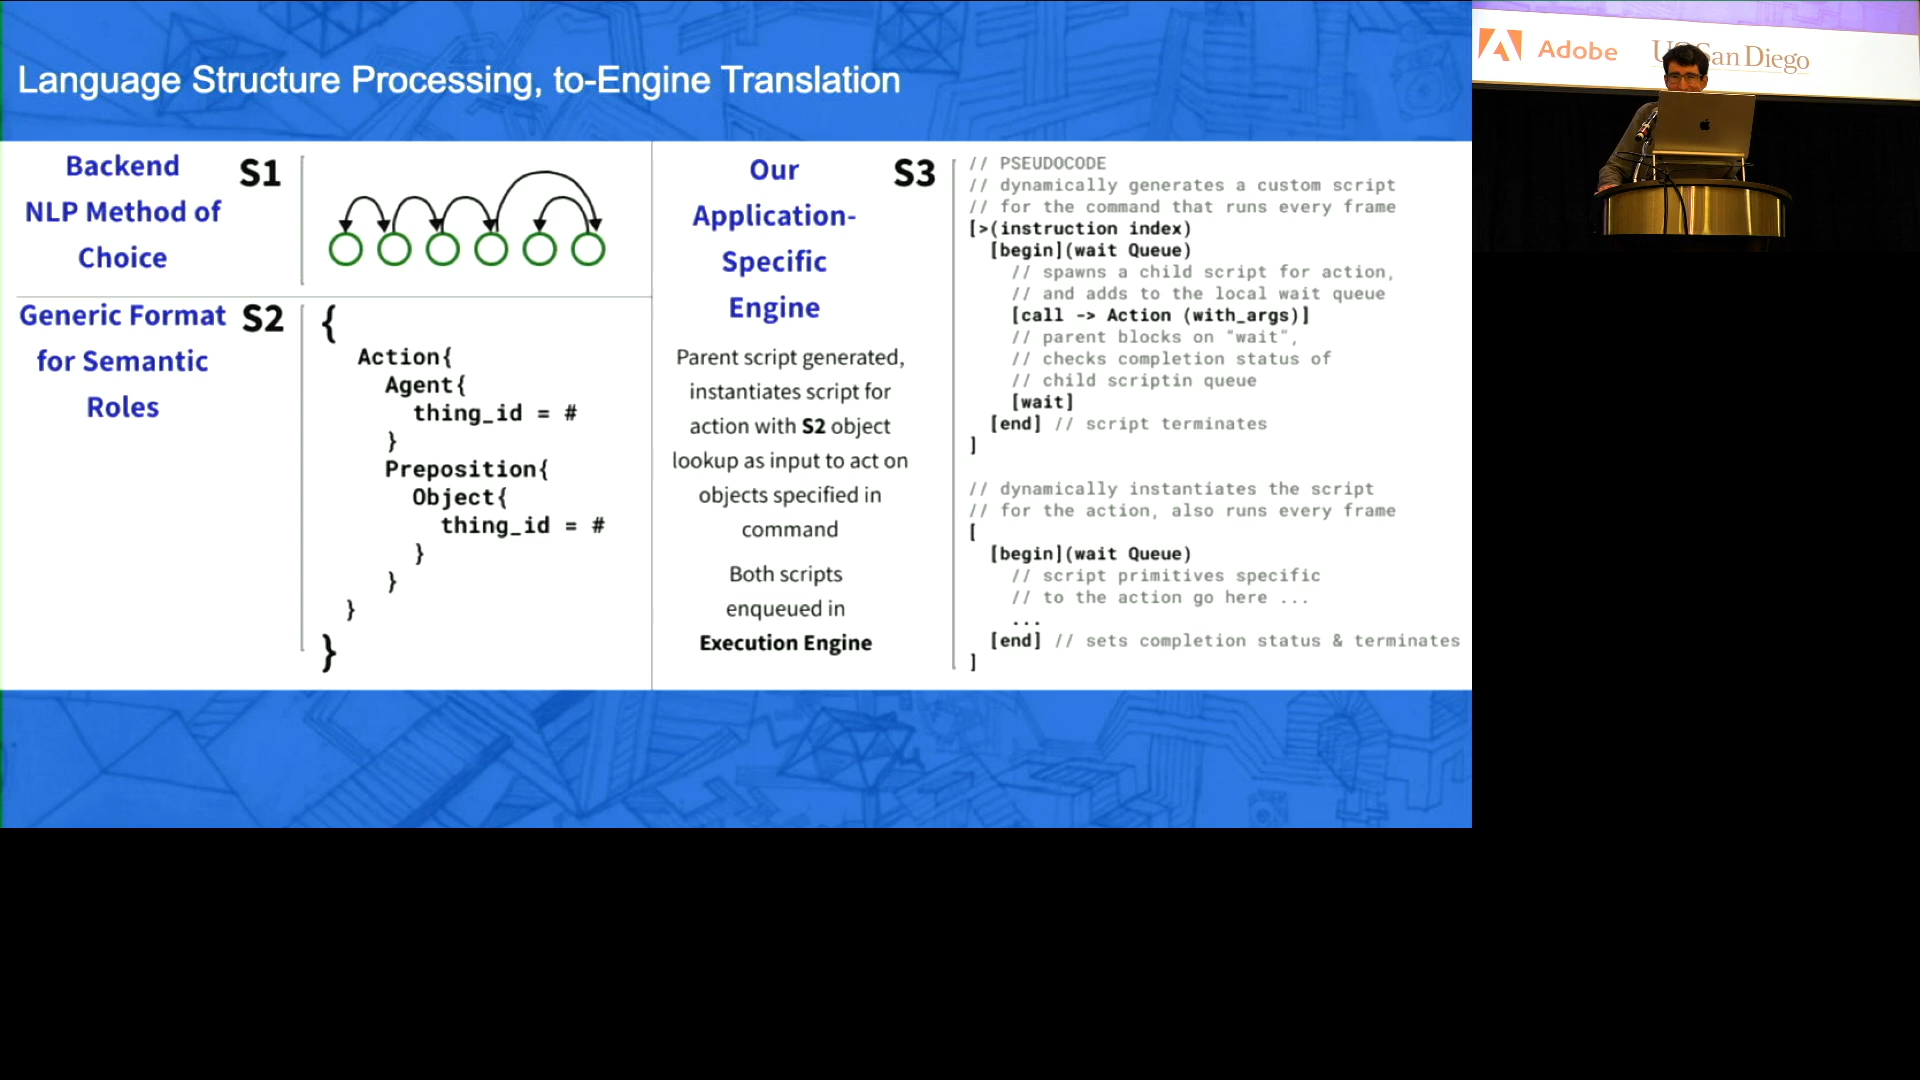 Language Structure Processing, to-Engine Translation
Backend
NLP Method of
Choice
S1
Generic Format
for Semantic
Roles
S2
{
Action{
Agent{
thing_id = #
}
Preposition{
Object{
thing_id = #
}
}
}
}
Our
Application-
Specific
Engine
S3
Parent script generated,
instantiates script for
action with S2 object
lookup as input to act on
objects specified in
command
Both scripts
enqueued in
Execution Engine
// PSEUDOCODE
// dynamically generates a custom script
// for the command that runs every frame
[>(instruction index)
[begin](wait Queue)
// spawns a child script for action,
// and adds to the local wait queue
[call -> Action (with_args)]
// parent blocks on "wait",
// checks completion status of
// child scriptin queue
[wait]
[end] // script terminates
]
// dynamically instantiates the script
// for the action, also runs every frame
[
[begin](wait Queue)
// script primitives specific
// to the action go here ...
...
[end] // sets completion status & terminates
]
Adobe
San Diego